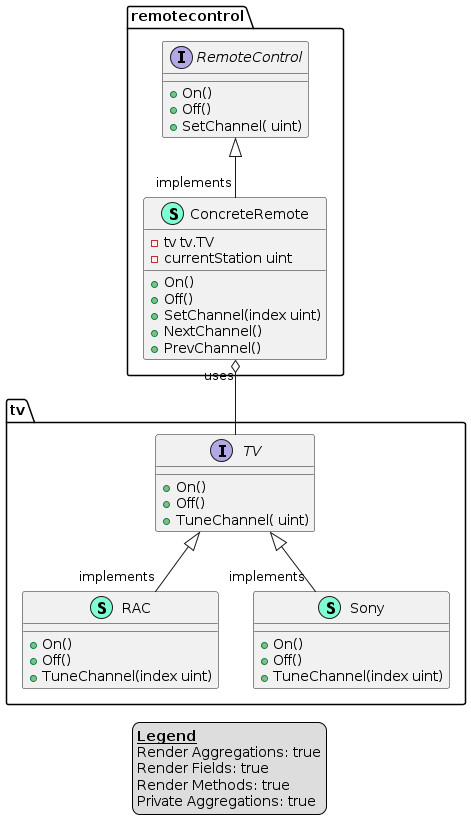 remotecontrol
I RemoteControl
On()
Off()
SetChannel( uint)
implements
S ConcreteRemote
tv tv.TV
currentStation uint
On()
Off()
SetChannel(index uint)
NextChannel()
PrevChannel()
uses
tv
I TV
On()
Off()
TuneChannel( uint)
implements
implements
S RAC
On()
Off()
TuneChannel(index uint)
S Sony
On()
Off()
TuneChannel(index uint)
Legend
Render Aggregations: true
Render Fields: true
Render Methods: true
Private Aggregations: true